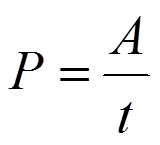 P = A/t